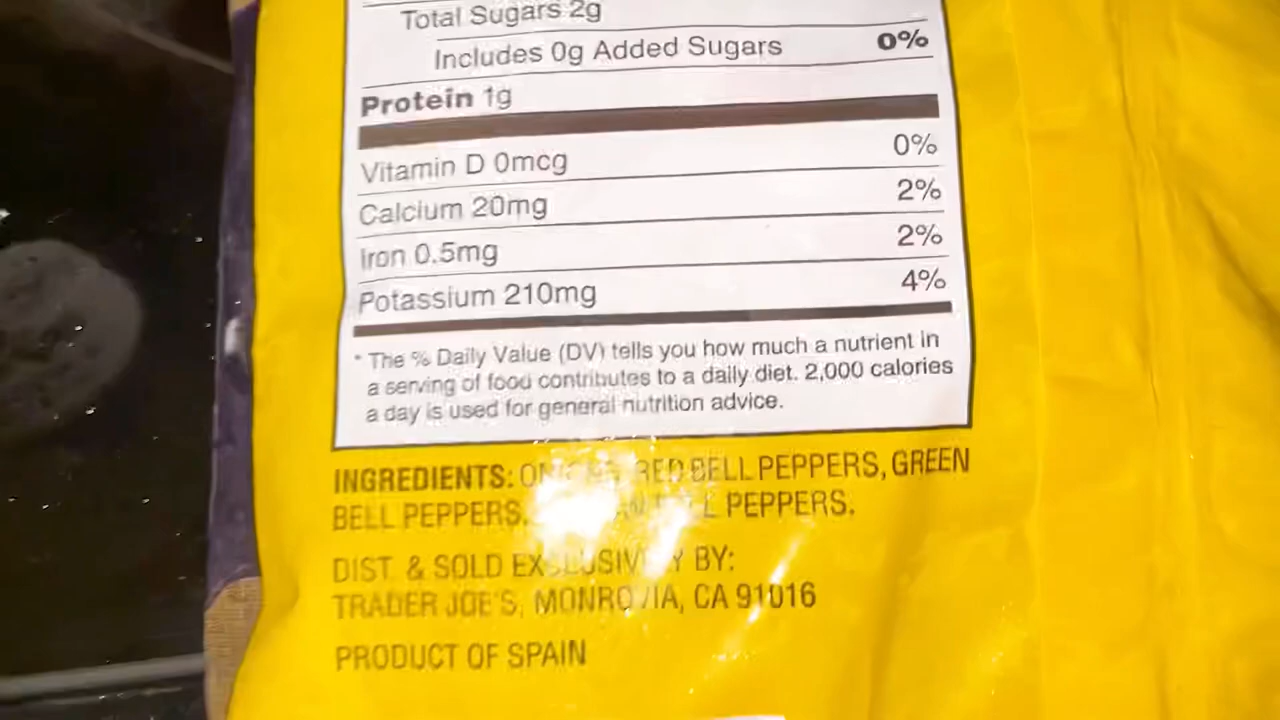 Total Sugars 2g
Includes 0g Added Sugars 0%
Protein 1g
Vitamin D 0mcg 0%
Calcium 20mg 2%
Iron 0.5mg 2%
Potassium 210mg 4%
* The % Daily Value (DV) tells you how much a nutrient in
a serving of food contributes to a daily diet. 2,000 calories
a day is used for general nutrition advice.
INGREDIENTS: RED BELL PEPPERS, GREEN
BELL PEPPERS, PEPPERS.
DIST. & SOLD EXCLUSIVELY BY:
TRADER JOE'S, MONROVIA, CA 91016
PRODUCT OF SPAIN